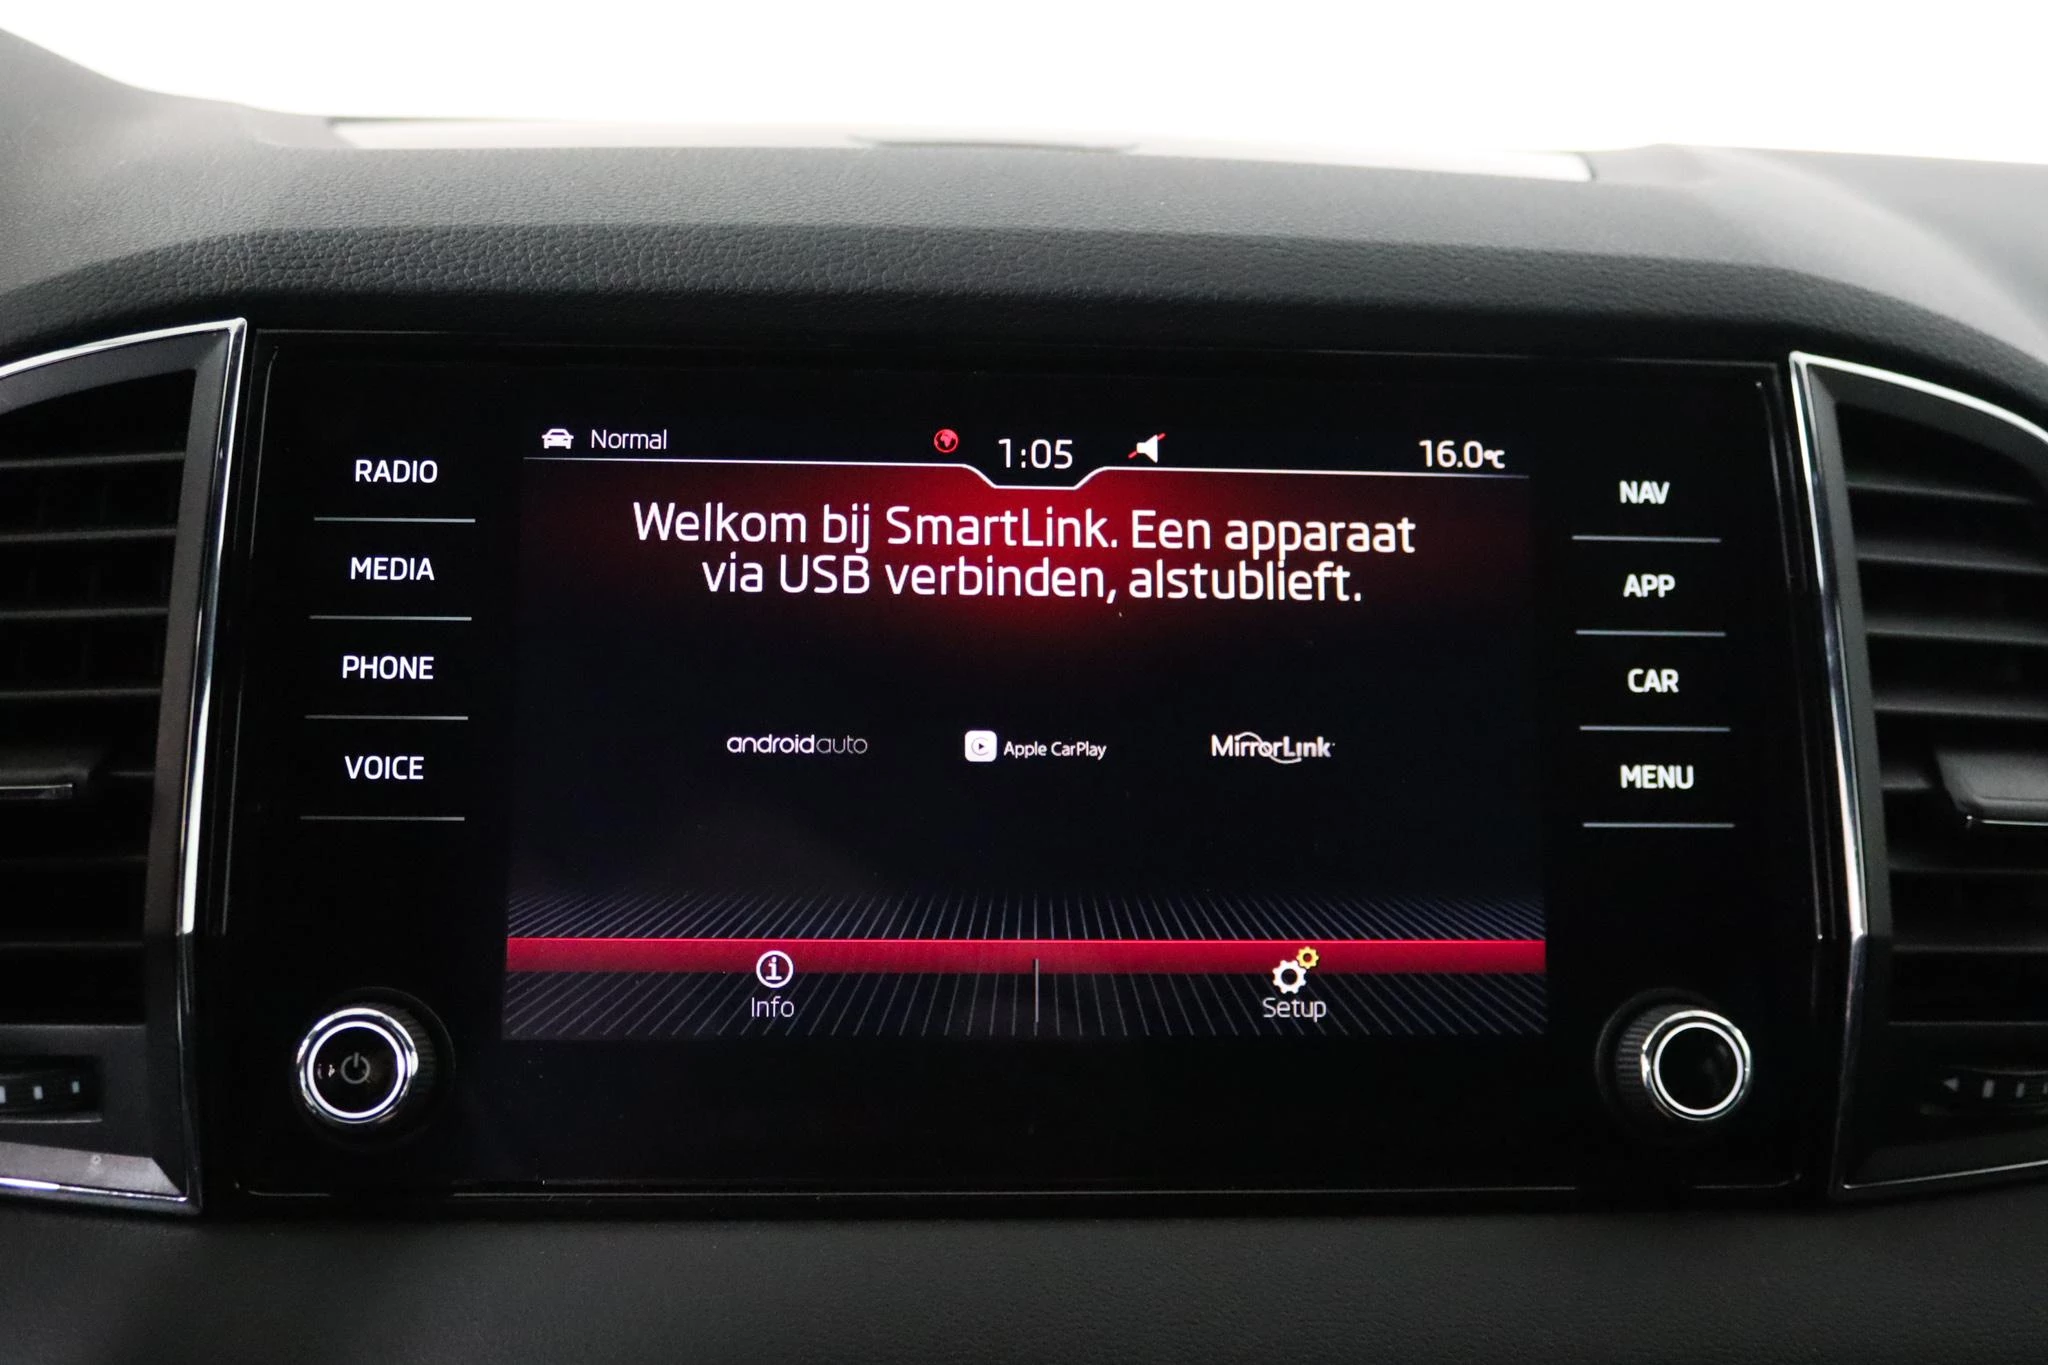 Normal
1:05
16.0°C
Welkom bij SmartLink. Een apparaat
via USB verbinden, alstublieft.
androidauto
Apple CarPlay
MirrorLink
Info
Setup
RADIO
MEDIA
PHONE
VOICE
NAV
APP
CAR
MENU